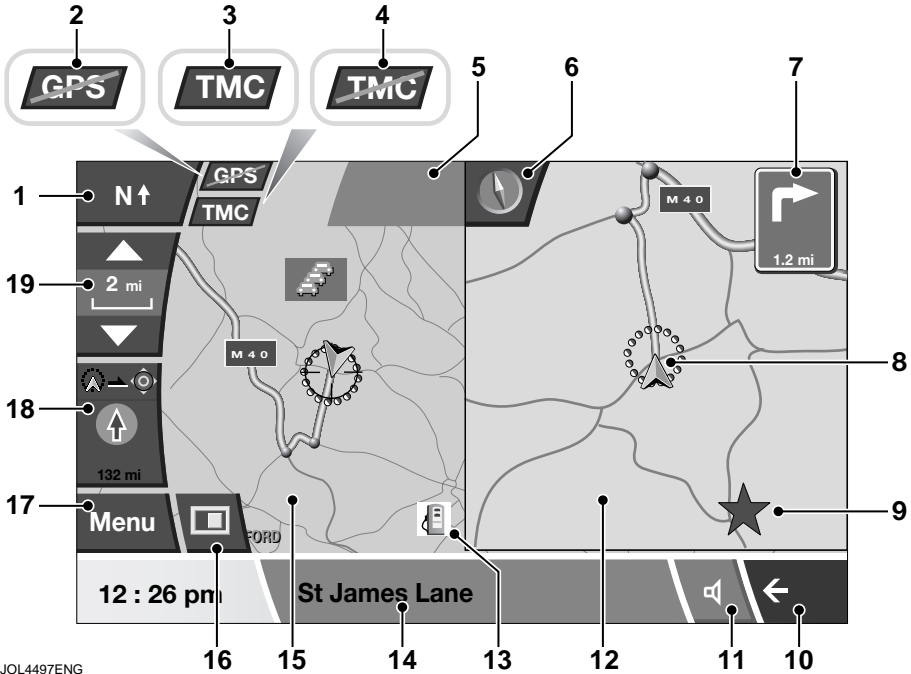 2
3
4
GPS
TMC
TMC
5
6
7
GPS
TMC
1
N
M 4 0
1.2 mi
19
2 mi
M 4 0
8
18
132 mi
17
Menu
FORD
9
12 : 26 pm
St James Lane
16
15
14
13
12
11
10
JOL4497ENG